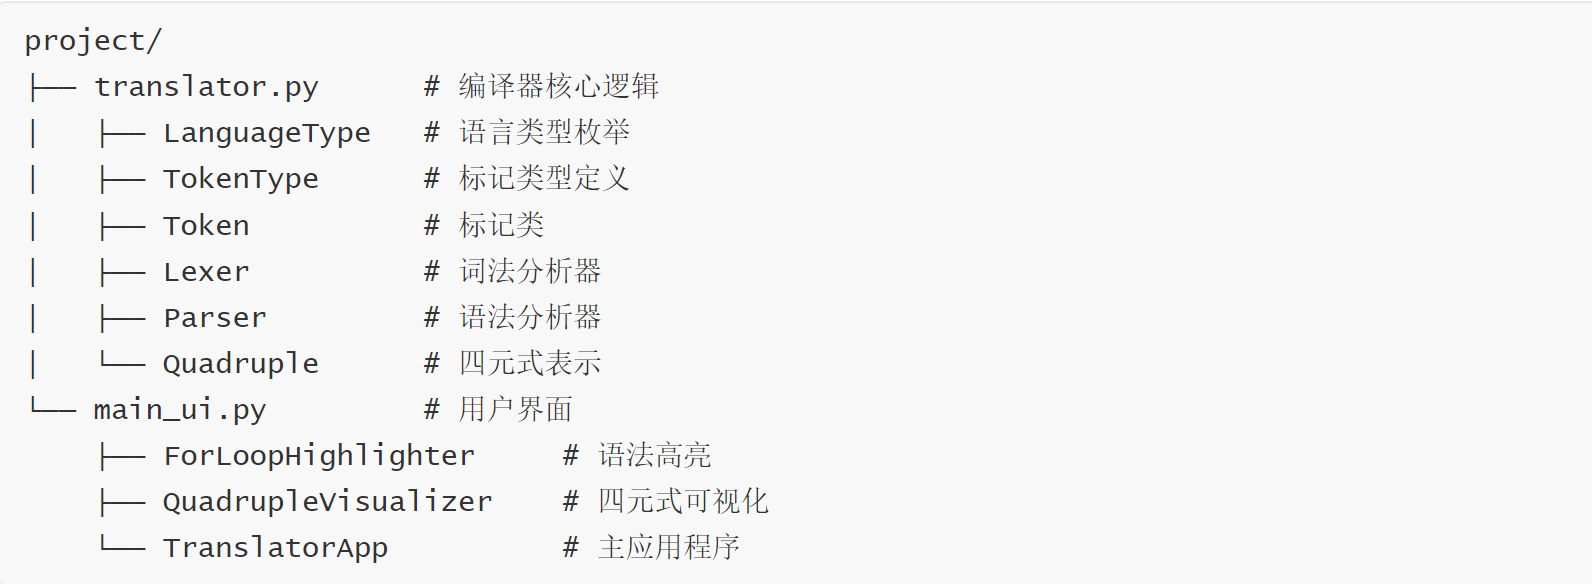 project/
├── translator.py      # 编译器核心逻辑
│   ├── LanguageType   # 语言类型枚举
│   ├── TokenType      # 标记类型定义
│   ├── Token          # 标记类
│   ├── Lexer          # 词法分析器
│   ├── Parser         # 语法分析器
│   └── Quadruple      # 四元式表示
└── main_ui.py         # 用户界面
    ├── ForLoopHighlighter     # 语法高亮
    ├── QuadrupleVisualizer    # 四元式可视化
    └── TranslatorApp          # 主应用程序